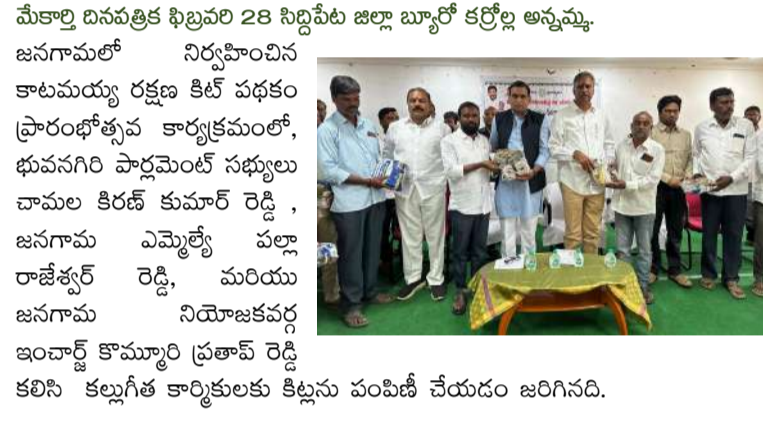 మేకార్తి దినపత్రిక ఫిబ్రవరి 28 సిద్దిపేట జిల్లా బ్యూరో కర్రోల్ల అన్నమ్మ.
జనగామలో నిర్వహించిన
కాటమయ్య రక్షణ కిట్ పథకం
ప్రారంభోత్సవ కార్యక్రమంలో,
భువనగిరి పార్లమెంట్ సభ్యులు
చామల కిరణ్ కుమార్ రెడ్డి ,
జనగామ ఎమ్మెల్యే పల్లా
రాజేశ్వర్ రెడ్డి, మరియు
జనగామ నియోజకవర్గ
ఇంచార్జ్ కొమ్మూరి ప్రతాప్ రెడ్డి
కలిసి కల్లుగీత కార్మికులకు కిట్లను పంపిణీ చేయడం జరిగినది.